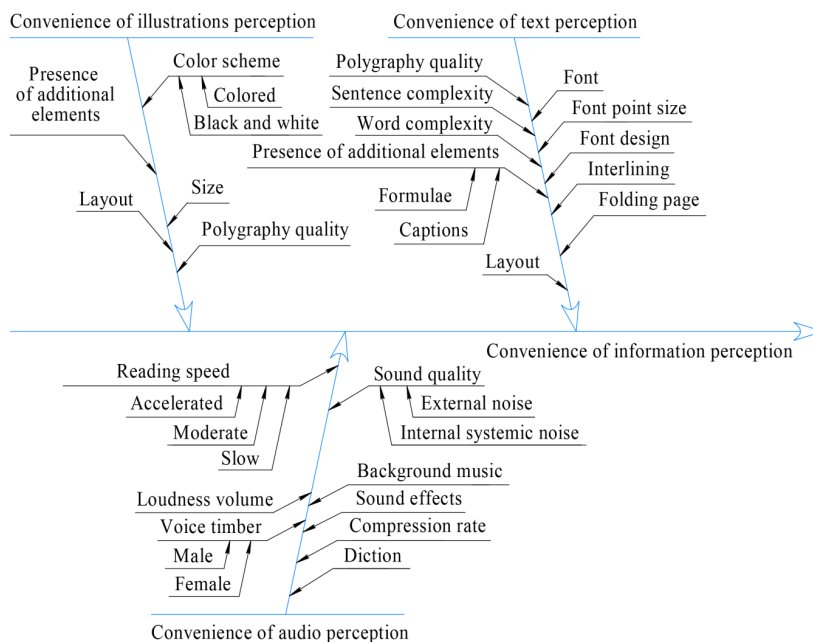 Convenience of illustrations perception
Color scheme
Presence
of additional
elements
Colored
Black and white
Size
Layout
Polygraphy quality
Convenience of text perception
Polygraphy quality
Font
Sentence complexity
Font point size
Word complexity
Font design
Presence of additional elements
Interlining
Formulae
Folding page
Captions
Layout
Convenience of information perception
Reading speed
Sound quality
Accelerated
External noise
Moderate
Internal systemic noise
Slow
Background music
Loudness volume
Sound effects
Voice timber
Compression rate
Male
Diction
Female
Convenience of audio perception